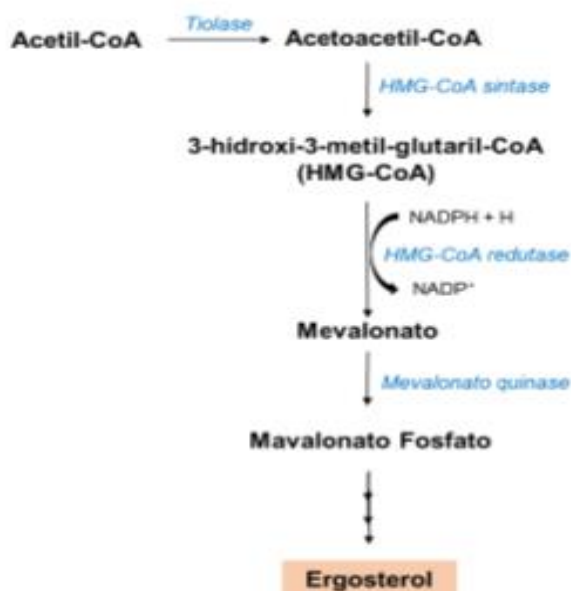 Tiolase
Acetil-CoA
Acetoacetil-CoA
HMG-CoA sintase
3-hidroxi-3-metil-glutaril-CoA
(HMG-CoA)
NADPH + H
HMG-CoA redutase
NADP⁺
Mevalonato
Mevalonato quinase
Mavalonato Fosfato
Ergosterol